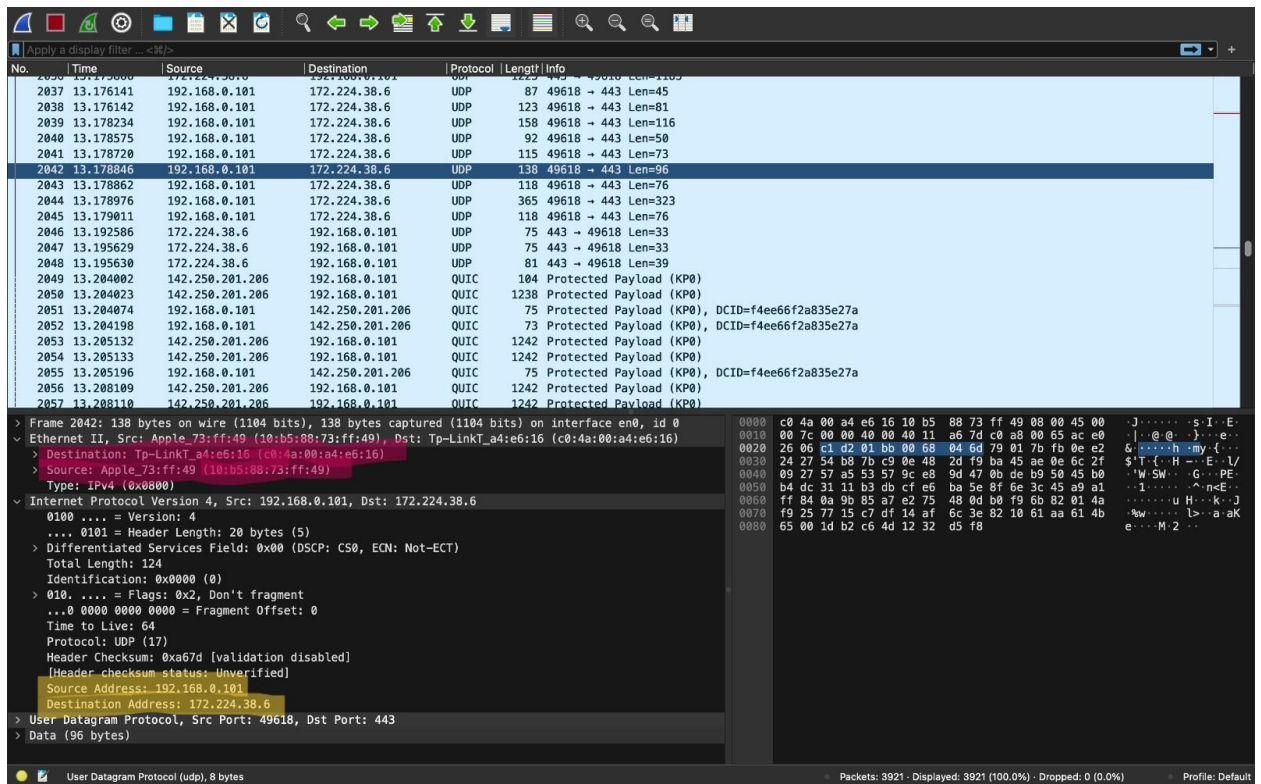 Apply a display filter ... <⌘/>
No. Time Source Destination Protocol Length Info
2037 13.176141 192.168.0.101 172.224.38.6 UDP 87 49618 → 443 Len=45
2038 13.176142 192.168.0.101 172.224.38.6 UDP 123 49618 → 443 Len=81
2039 13.178234 192.168.0.101 172.224.38.6 UDP 158 49618 → 443 Len=116
2040 13.178575 192.168.0.101 172.224.38.6 UDP 92 49618 → 443 Len=50
2041 13.178720 192.168.0.101 172.224.38.6 UDP 115 49618 → 443 Len=73
2042 13.178846 192.168.0.101 172.224.38.6 UDP 138 49618 → 443 Len=96
2043 13.178862 192.168.0.101 172.224.38.6 UDP 118 49618 → 443 Len=76
2044 13.178976 192.168.0.101 172.224.38.6 UDP 365 49618 → 443 Len=323
2045 13.179011 192.168.0.101 172.224.38.6 UDP 118 49618 → 443 Len=76
2046 13.192586 172.224.38.6 192.168.0.101 UDP 75 443 → 49618 Len=33
2047 13.195629 172.224.38.6 192.168.0.101 UDP 75 443 → 49618 Len=33
2048 13.195630 172.224.38.6 192.168.0.101 UDP 81 443 → 49618 Len=39
2049 13.204002 142.250.201.206 192.168.0.101 QUIC 104 Protected Payload (KP0)
2050 13.204023 142.250.201.206 192.168.0.101 QUIC 1238 Protected Payload (KP0)
2051 13.204074 192.168.0.101 142.250.201.206 QUIC 75 Protected Payload (KP0), DCID=f4ee66f2a835e27a
2052 13.204198 192.168.0.101 142.250.201.206 QUIC 73 Protected Payload (KP0), DCID=f4ee66f2a835e27a
2053 13.205132 142.250.201.206 192.168.0.101 QUIC 1242 Protected Payload (KP0)
2054 13.205133 142.250.201.206 192.168.0.101 QUIC 1242 Protected Payload (KP0)
2055 13.205196 192.168.0.101 142.250.201.206 QUIC 75 Protected Payload (KP0), DCID=f4ee66f2a835e27a
2056 13.208109 142.250.201.206 192.168.0.101 QUIC 1242 Protected Payload (KP0)
2057 13.208110 142.250.201.206 192.168.0.101 QUIC 1242 Protected Payload (KP0)
Frame 2042: 138 bytes on wire (1104 bits), 138 bytes captured (1104 bits) on interface en0, id 0
Ethernet II, Src: Apple_73:ff:49 (10:b5:88:73:ff:49), Dst: Tp-LinkT_a4:e6:16 (c0:4a:00:a4:e6:16)
Destination: Tp-LinkT_a4:e6:16 (c0:4a:00:a4:e6:16)
Source: Apple_73:ff:49 (10:b5:88:73:ff:49)
Type: IPv4 (0x0800)
Internet Protocol Version 4, Src: 192.168.0.101, Dst: 172.224.38.6
0100 .... = Version: 4
.... 0101 = Header Length: 20 bytes (5)
Differentiated Services Field: 0x00 (DSCP: CS0, ECN: Not-ECT)
Total Length: 124
Identification: 0x0000 (0)
010. .... = Flags: 0x2, Don't fragment
...0 0000 0000 0000 = Fragment Offset: 0
Time to Live: 64
Protocol: UDP (17)
Header Checksum: 0xa67d [validation disabled]
[Header checksum status: Unverified]
Source Address: 192.168.0.101
Destination Address: 172.224.38.6
User Datagram Protocol, Src Port: 49618, Dst Port: 443
Data (96 bytes)
0000 c0 4a 00 a4 e6 16 10 b5 88 73 ff 49 08 00 45 00 ·J······ ·s·I··E·
0010 00 7c 00 00 40 00 40 11 a6 7d c0 a8 00 65 ac e0 ·|··@·@· ·}···e··
0020 26 06 c1 d2 01 bb 00 68 04 6d 79 01 7b fb 0e e2 &······h ·my·{···
0030 24 27 54 b8 7b c9 0e 48 2d f9 ba 45 ae 0e 6c 2f $'T·{··H -··E··l/
0040 09 27 57 a5 53 57 9c e8 9d 47 0b de b9 50 45 b0 ·'W·SW·· ·G···PE·
0050 b4 dc 31 11 b3 db cf e6 ba 5e 8f 6e 3c 45 a9 a1 ··1····· ·^·n<E··
0060 ff 84 0a 9b 85 a7 e2 75 48 0d b0 f9 6b 82 01 4a ·······u H···k··J
0070 f9 25 77 15 c7 df 14 af 6c 3e 82 10 61 aa 61 4b ·%w····· l>··a·aK
0080 65 00 1d b2 c6 4d 12 32 d5 f8 e····M·2 ··
User Datagram Protocol (udp), 8 bytes
Packets: 3921 · Displayed: 3921 (100.0%) · Dropped: 0 (0.0%)
Profile: Default